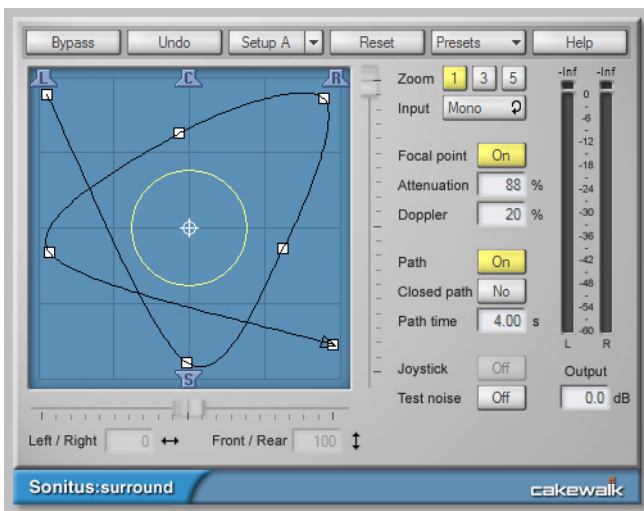 Bypass Undo Setup A Reset Presets Help
L C R
S
Zoom 1 3 5
Input Mono
Focal point On
Attenuation 88 %
Doppler 20 %
Path On
Closed path No
Path time 4.00 s
Joystick Off
Test noise Off
-Inf -Inf
0
-6
-12
-18
-24
-30
-36
-42
-48
-54
-60
L R
Output
0.0 dB
Left / Right 0 Front / Rear 100
Sonitus:surround
cakewalk